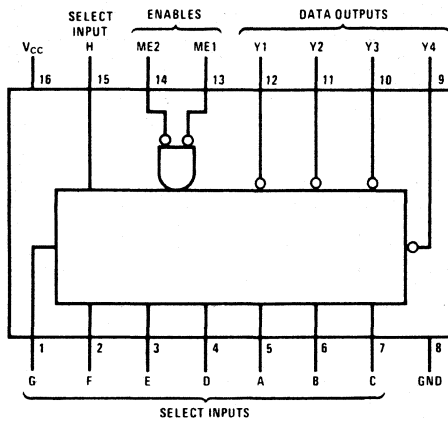 SELECT INPUT ENABLES DATA OUTPUTS
VCC H ME2 ME1 Y1 Y2 Y3 Y4
16 15 14 13 12 11 10 9
1 2 3 4 5 6 7 8
G F E D A B C GND
SELECT INPUTS